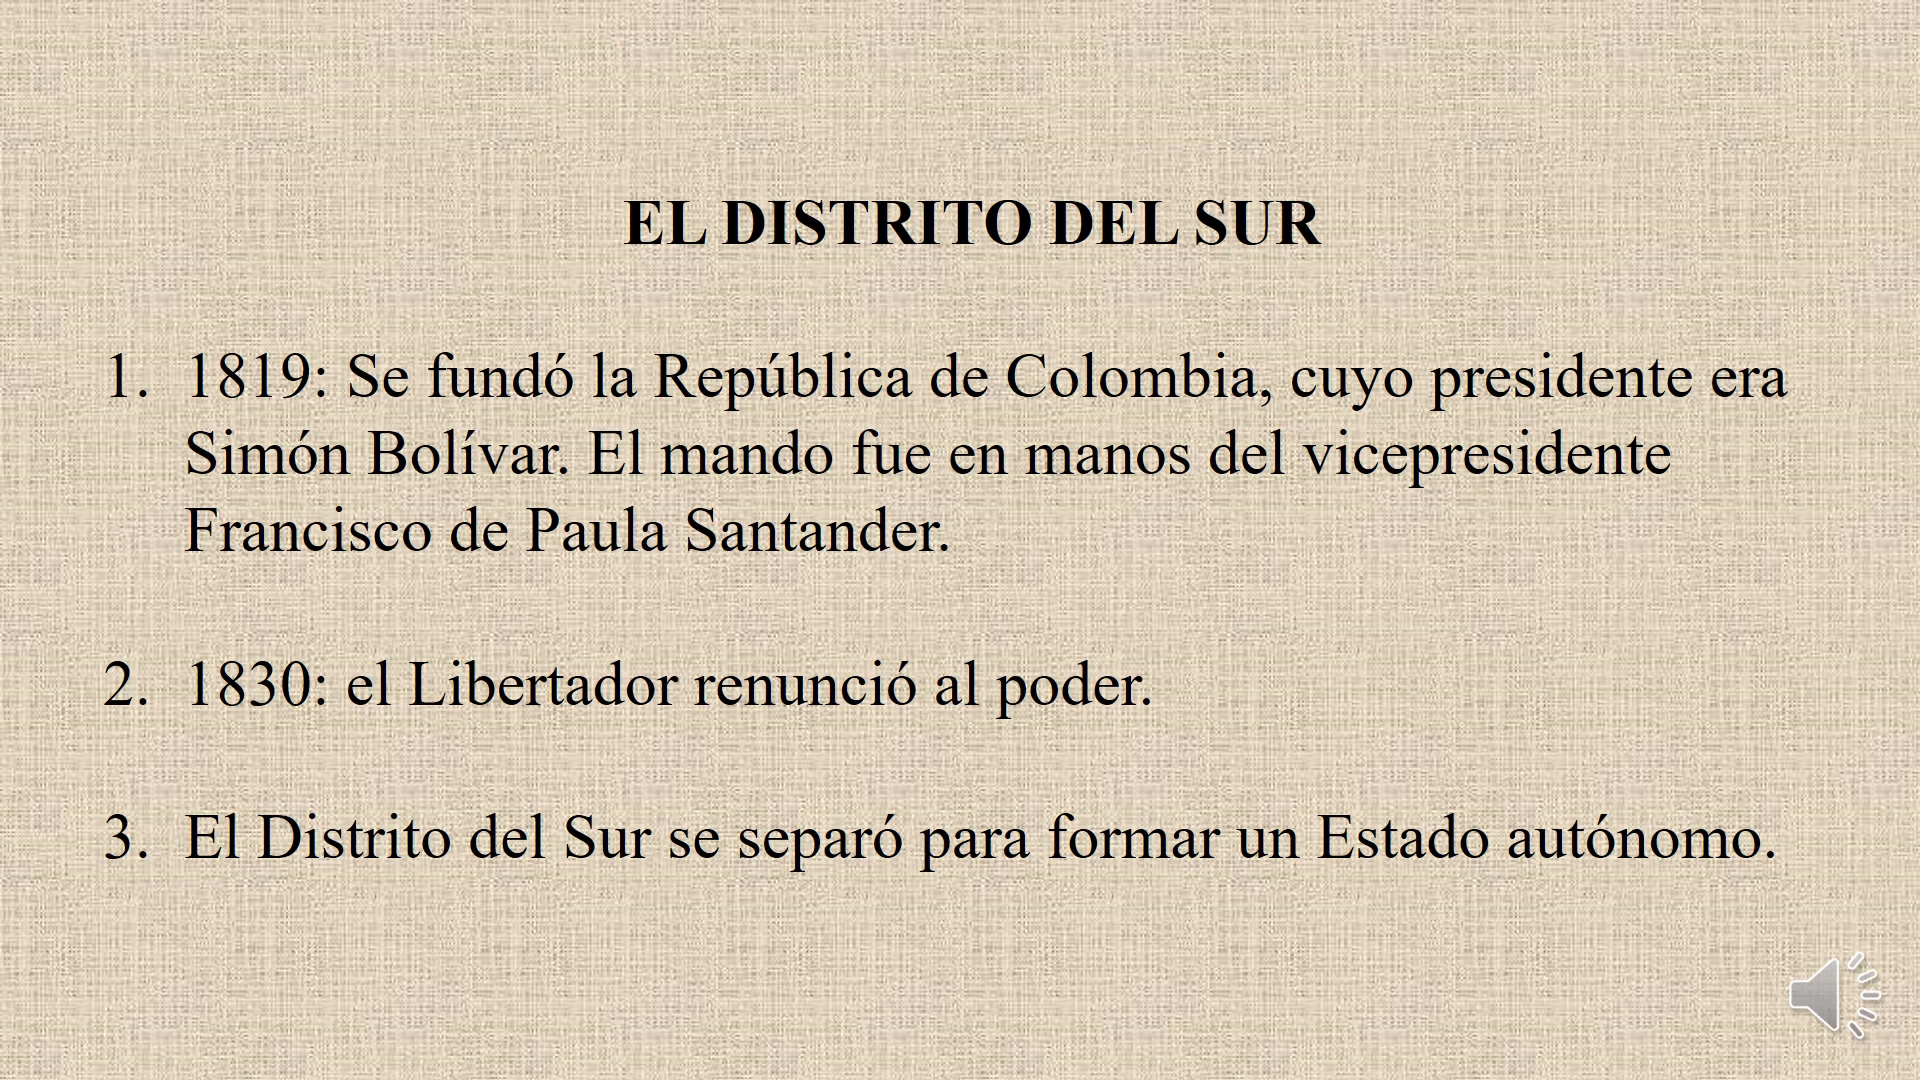 EL DISTRITO DEL SUR
1. 1819: Se fundó la República de Colombia, cuyo presidente era
Simón Bolívar. El mando fue en manos del vicepresidente
Francisco de Paula Santander.
2. 1830: el Libertador renunció al poder.
3. El Distrito del Sur se separó para formar un Estado autónomo.